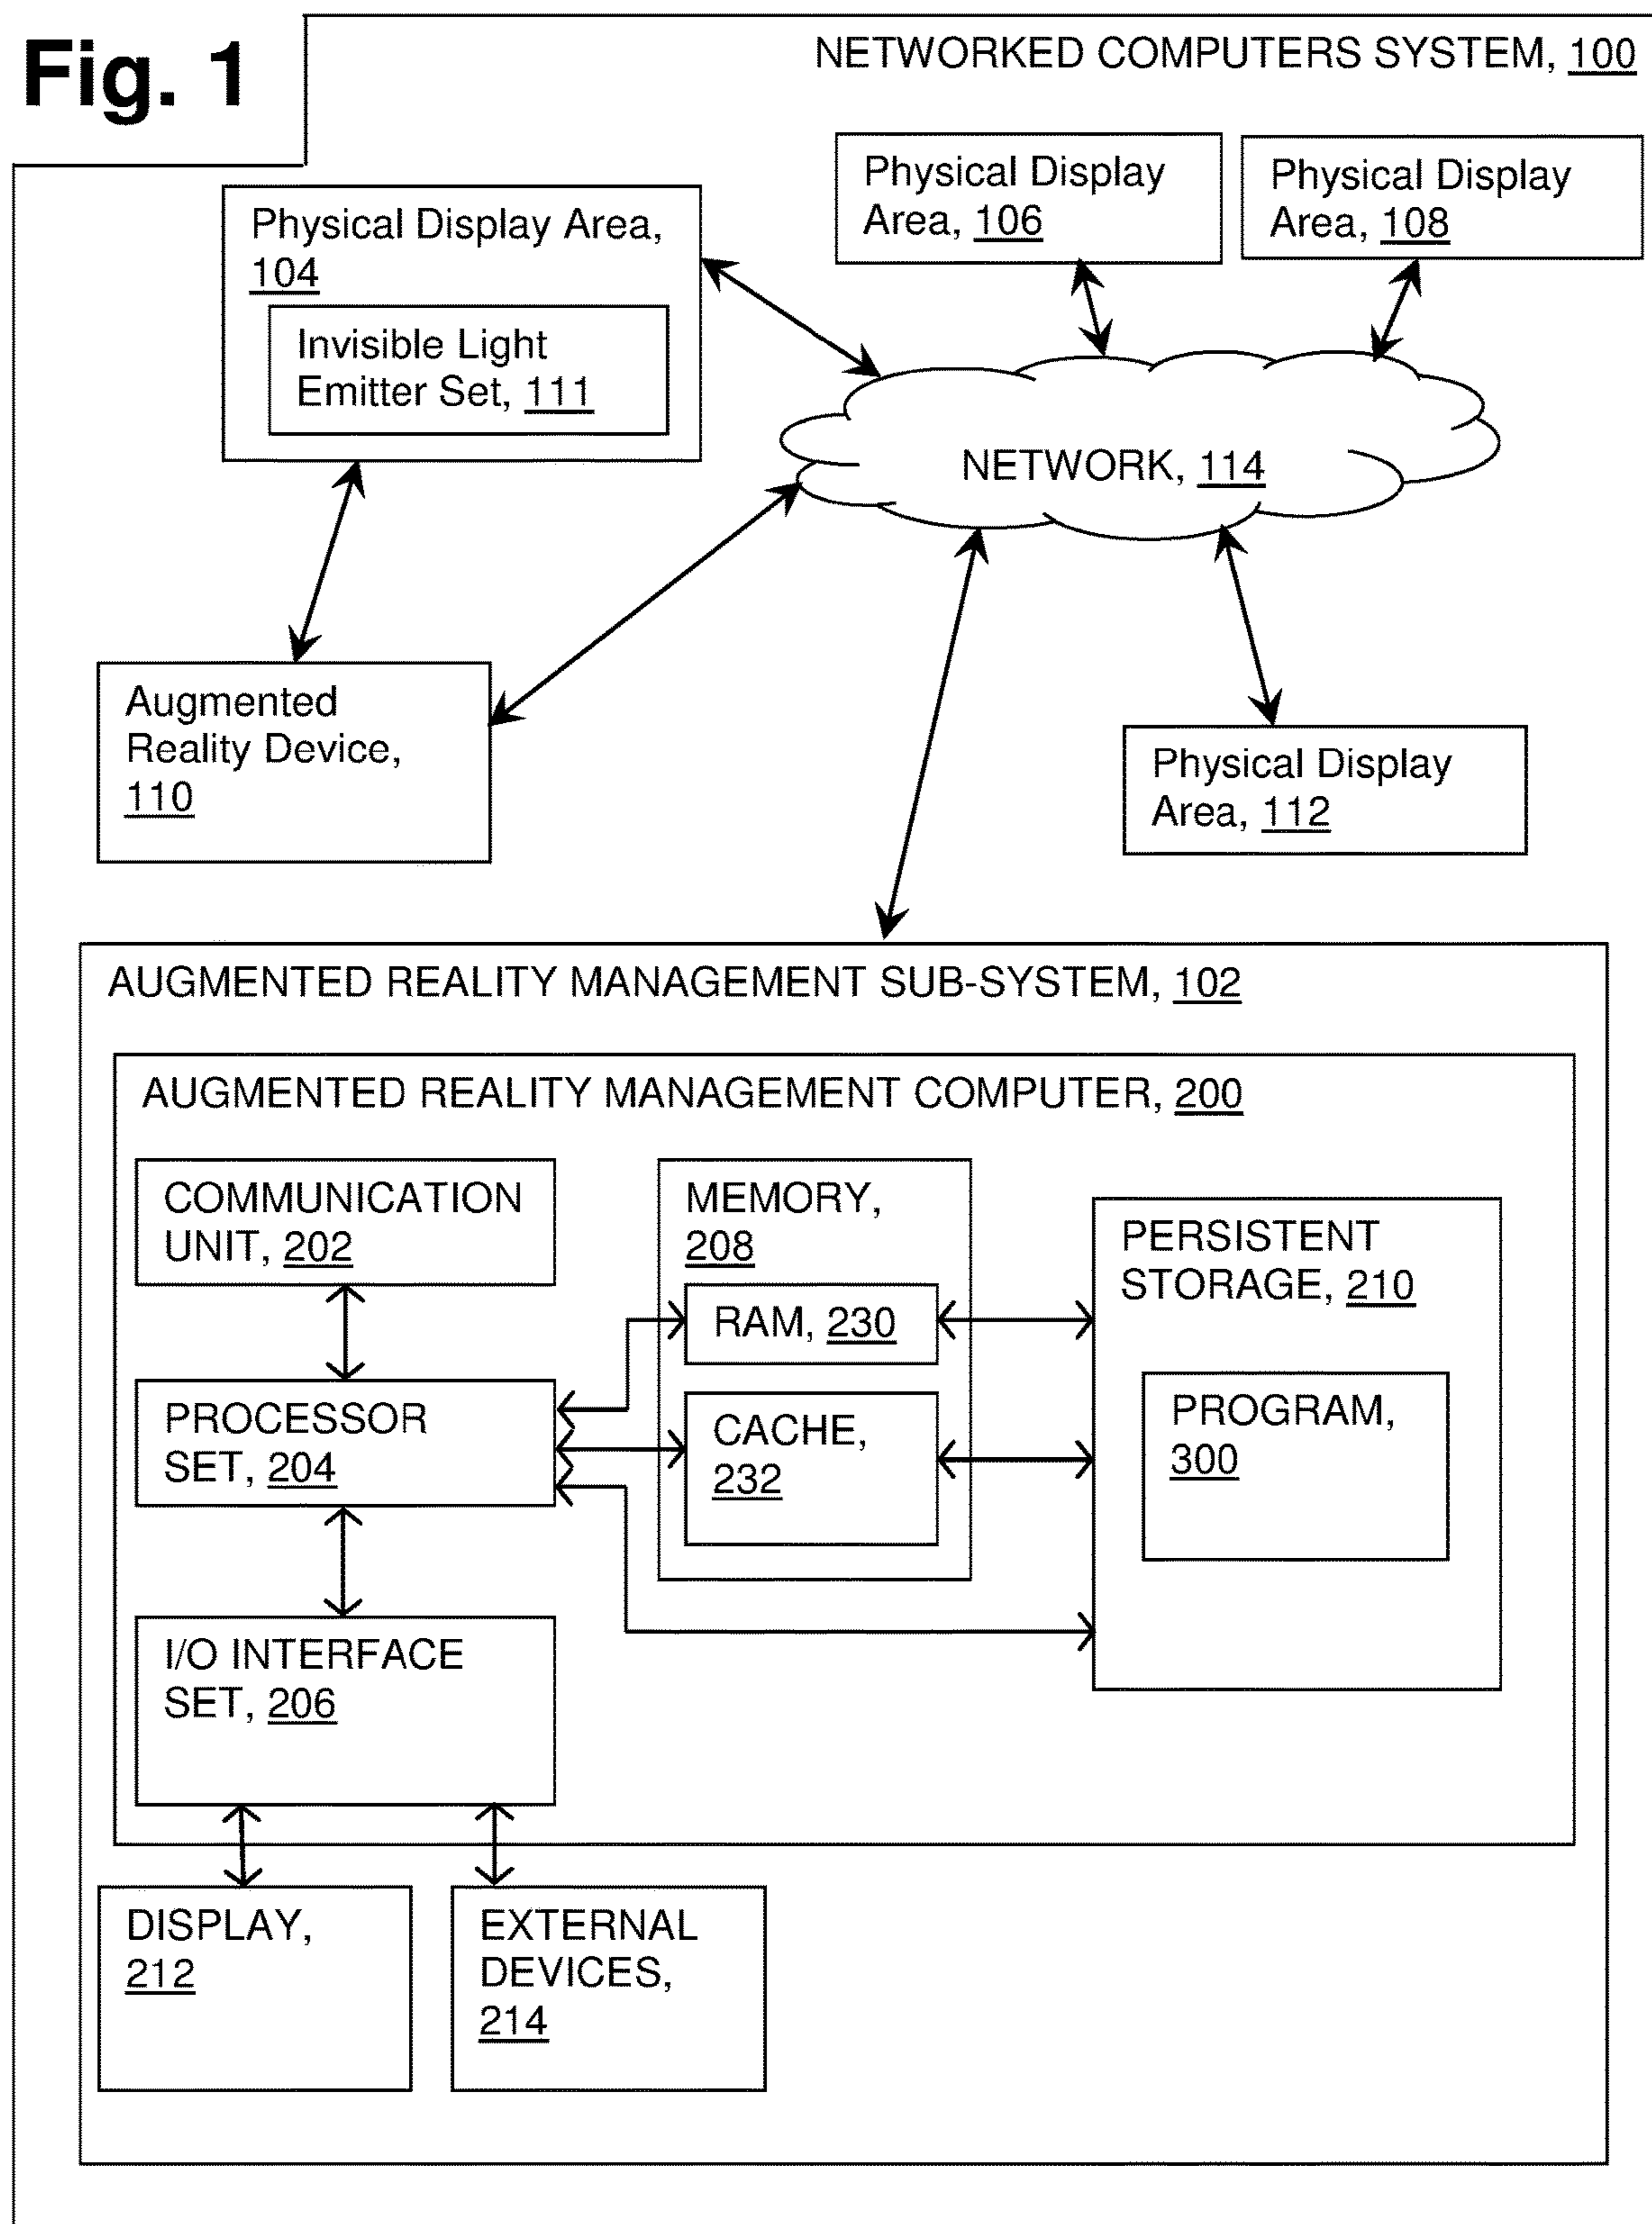 Fig. 1
NETWORKED COMPUTERS SYSTEM, 100
Physical Display Area,
104
Invisible Light
Emitter Set, 111
Physical Display
Area, 106
Physical Display
Area, 108
NETWORK, 114
Augmented
Reality Device,
110
Physical Display
Area, 112
AUGMENTED REALITY MANAGEMENT SUB-SYSTEM, 102
AUGMENTED REALITY MANAGEMENT COMPUTER, 200
COMMUNICATION
UNIT, 202
MEMORY,
208
PERSISTENT
STORAGE, 210
RAM, 230
PROCESSOR
SET, 204
CACHE,
232
PROGRAM,
300
I/O INTERFACE
SET, 206
DISPLAY,
212
EXTERNAL
DEVICES,
214